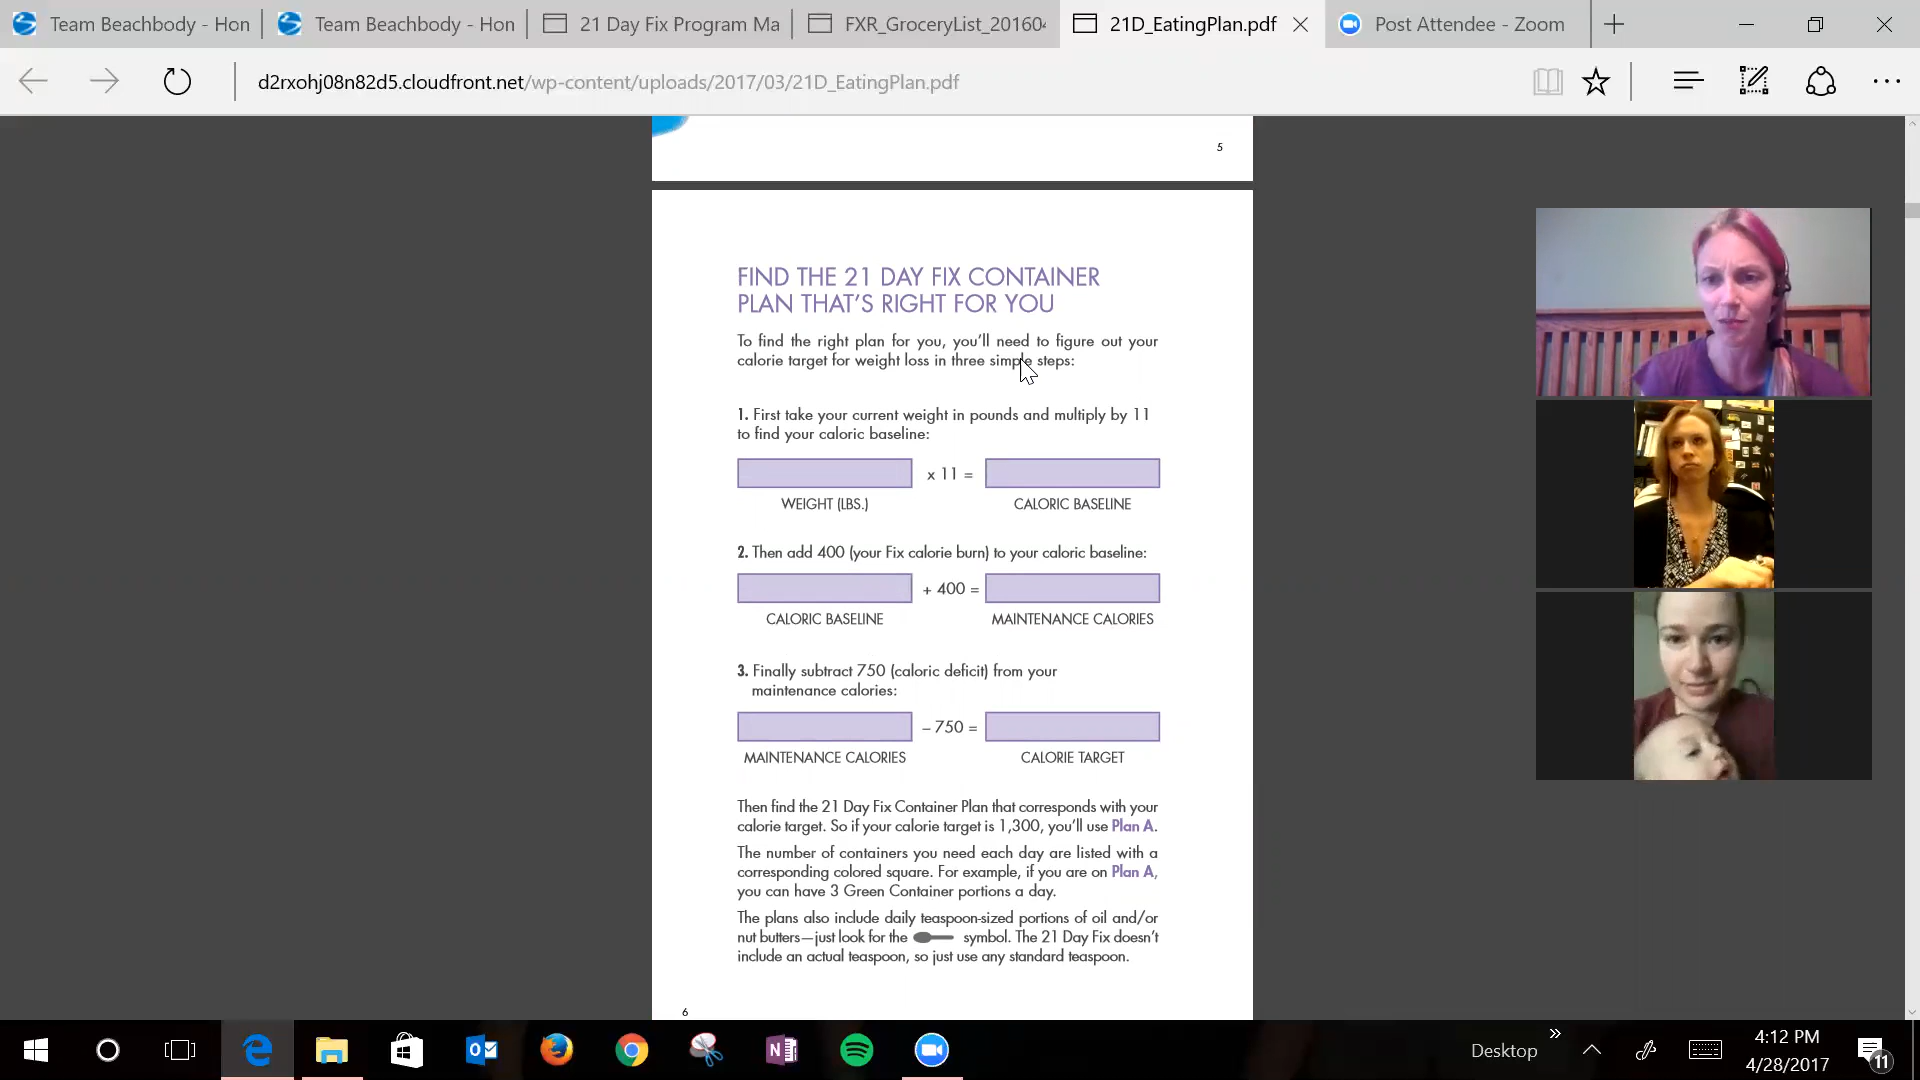 Team Beachbody - Hon
Team Beachbody - Hon
21 Day Fix Program Ma
FXR_GroceryList_20160
21D_EatingPlan.pdf
Post Attendee - Zoom
d2rxohj08n82d5.cloudfront.net/wp-content/uploads/2017/03/21D_EatingPlan.pdf
5
FIND THE 21 DAY FIX CONTAINER
PLAN THAT'S RIGHT FOR YOU
To find the right plan for you, you'll need to figure out your
calorie target for weight loss in three simple steps:
1. First take your current weight in pounds and multiply by 11
to find your caloric baseline:
x 11 =
WEIGHT (LBS.)
CALORIC BASELINE
2. Then add 400 (your Fix calorie burn) to your caloric baseline:
+ 400 =
CALORIC BASELINE
MAINTENANCE CALORIES
3. Finally subtract 750 (caloric deficit) from your
maintenance calories:
– 750 =
MAINTENANCE CALORIES
CALORIE TARGET
Then find the 21 Day Fix Container Plan that corresponds with your
calorie target. So if your calorie target is 1,300, you'll use Plan A.
The number of containers you need each day are listed with a
corresponding colored square. For example, if you are on Plan A,
you can have 3 Green Container portions a day.
The plans also include daily teaspoon-sized portions of oil and/or
nut butters—just look for the symbol. The 21 Day Fix doesn't
include an actual teaspoon, so just use any standard teaspoon.
6
Desktop
4:12 PM
4/28/2017
11